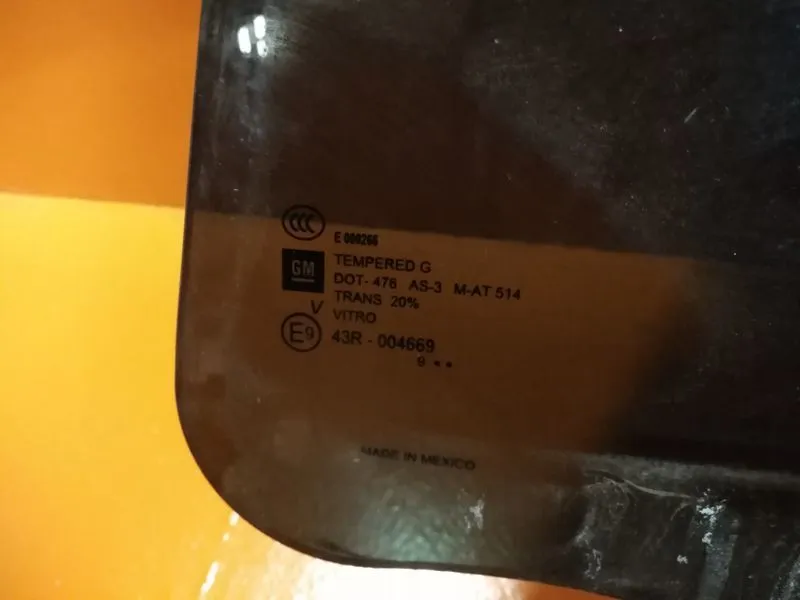 CCC
E 000266
GM
TEMPERED G
DOT- 476 AS-3 M-AT 514
TRANS 20%
V
VITRO
E9
43R - 004669
9 • •
MADE IN MEXICO